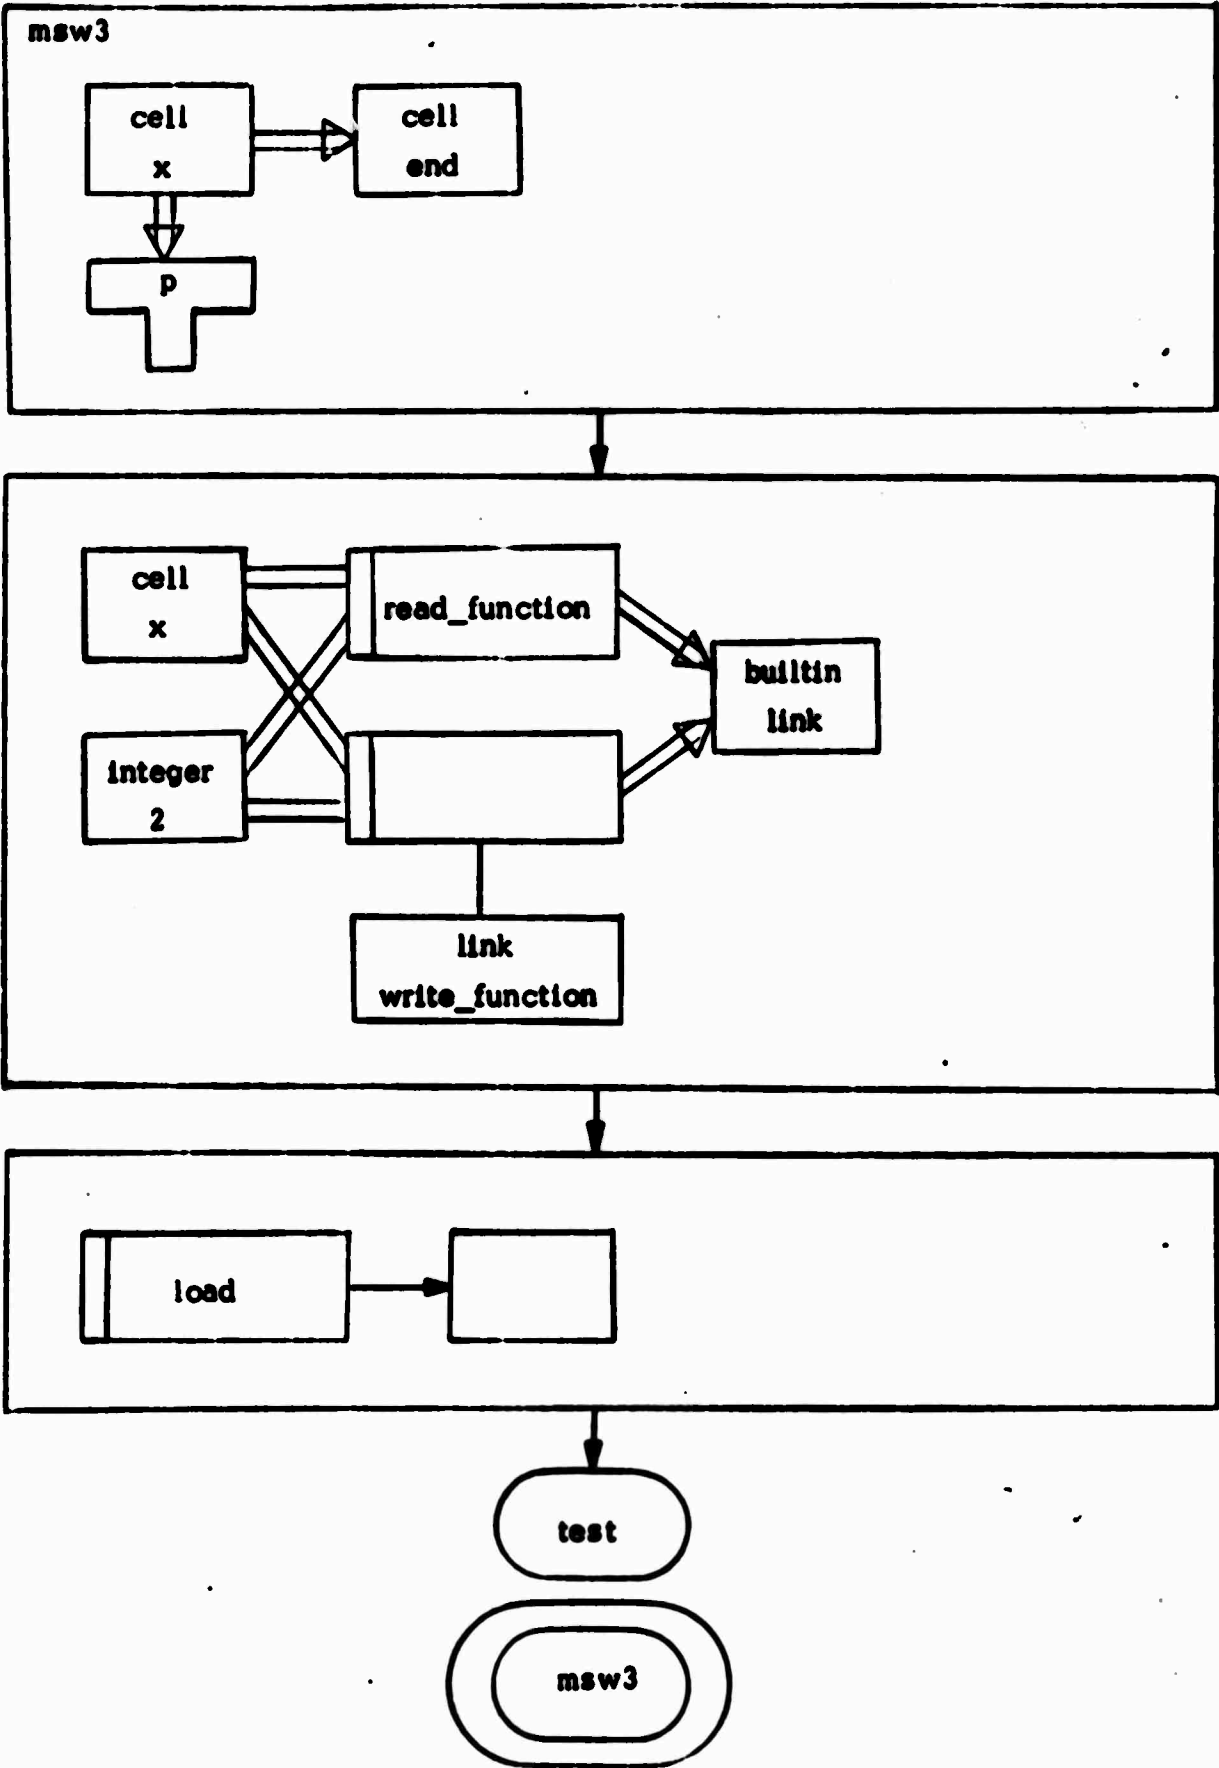 msw3
cell
x
cell
end
p
cell
x
read_function
builtin
link
integer
2
link
write_function
load
test
msw3